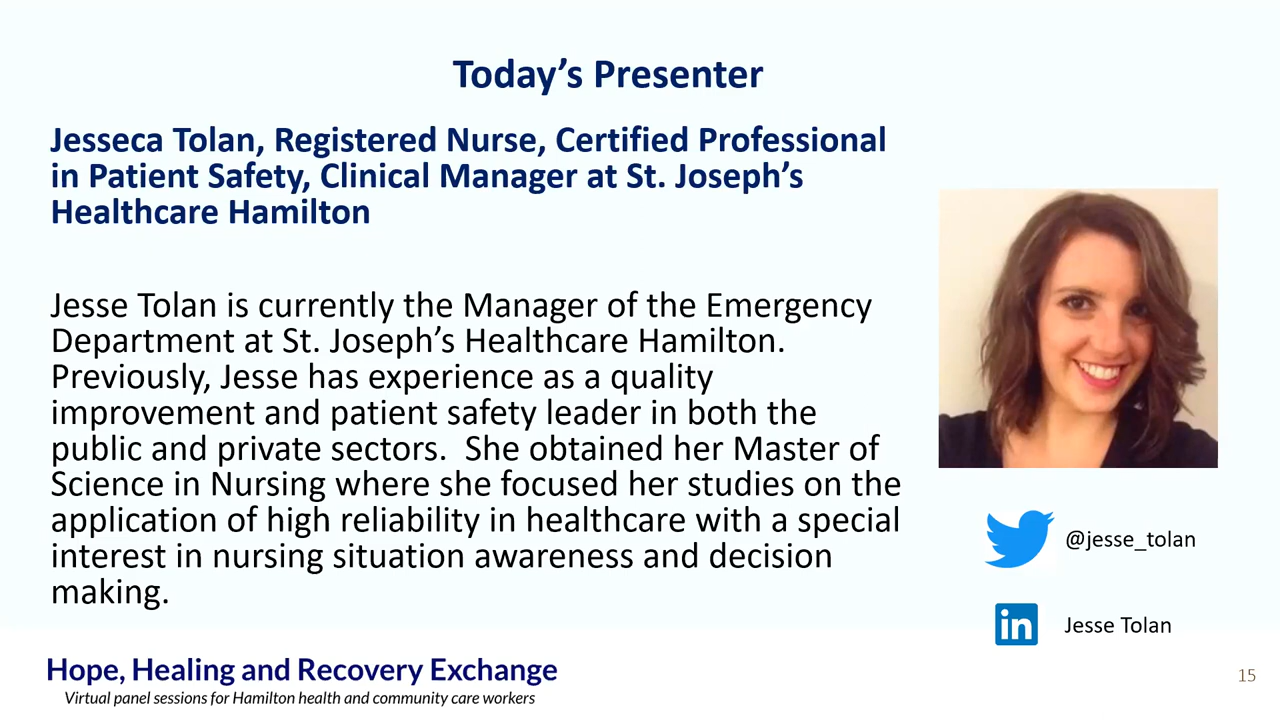 Today’s Presenter
Jesseca Tolan, Registered Nurse, Certified Professional
in Patient Safety, Clinical Manager at St. Joseph’s
Healthcare Hamilton
Jesse Tolan is currently the Manager of the Emergency
Department at St. Joseph’s Healthcare Hamilton.
Previously, Jesse has experience as a quality
improvement and patient safety leader in both the
public and private sectors.  She obtained her Master of
Science in Nursing where she focused her studies on the
application of high reliability in healthcare with a special
interest in nursing situation awareness and decision
making.
@jesse_tolan
in
Jesse Tolan
Hope, Healing and Recovery Exchange
Virtual panel sessions for Hamilton health and community care workers
15